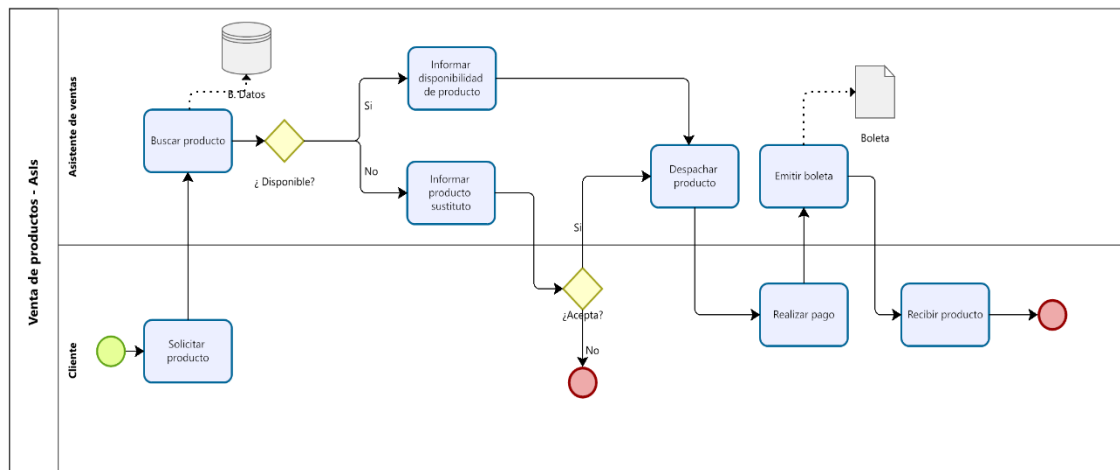 Venta de productos - AsIs
Asistente de ventas
B. Datos
Buscar producto
¿ Disponible?
Si
No
Informar
disponibilidad
de producto
Informar
producto
sustituto
Si
Despachar
producto
Emitir boleta
Boleta
Cliente
Solicitar
producto
¿Acepta?
No
Realizar pago
Recibir producto